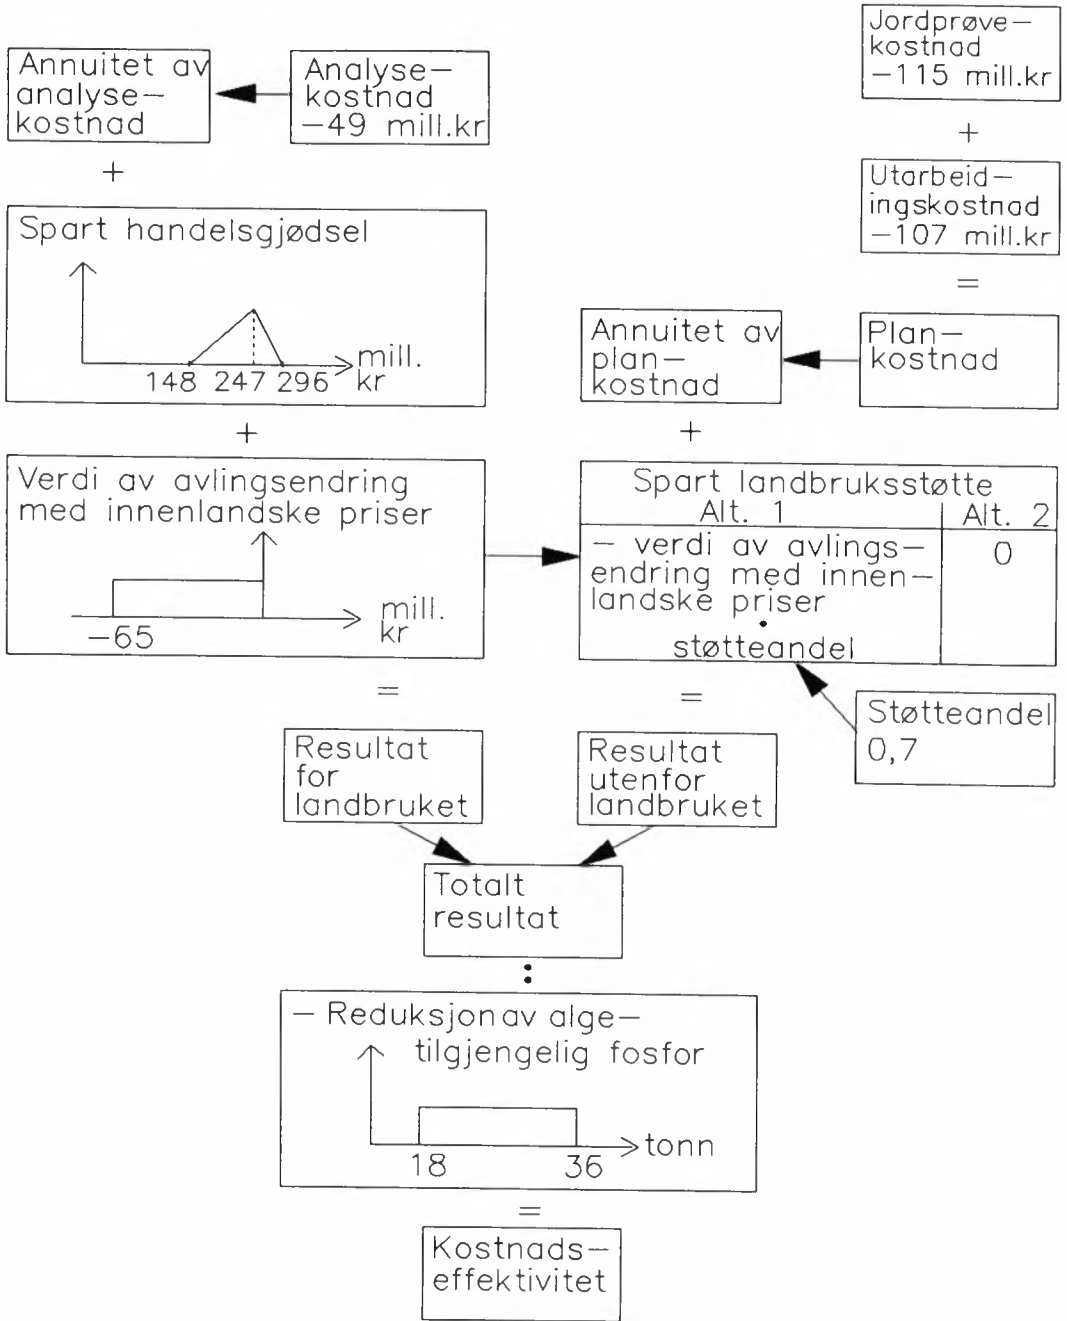 Jordprøve–
kostnad
–115 mill.kr
+
Utarbeid–
ingskostnad
–107 mill.kr
=
Plan–
kostnad
Annuitet av
plan–
kostnad
+
Annuitet av
analyse–
kostnad
Analyse–
kostnad
–49 mill.kr
+
Spart handelsgjødsel
mill.
kr
148 247 296
+
Verdi av avlingsendring
med innenlandske priser
mill.
kr
–65
Spart landbruksstøtte
Alt. 1 Alt. 2
– verdi av avlings–
endring med innen–
landske priser
•
støtteandel
0
Støtteandel
0,7
=
=
Resultat
for
landbruket
Resultat
utenfor
landbruket
Totalt
resultat
:
– Reduksjon av alge–
tilgjengelig fosfor
tonn
18 36
=
Kostnads–
effektivitet